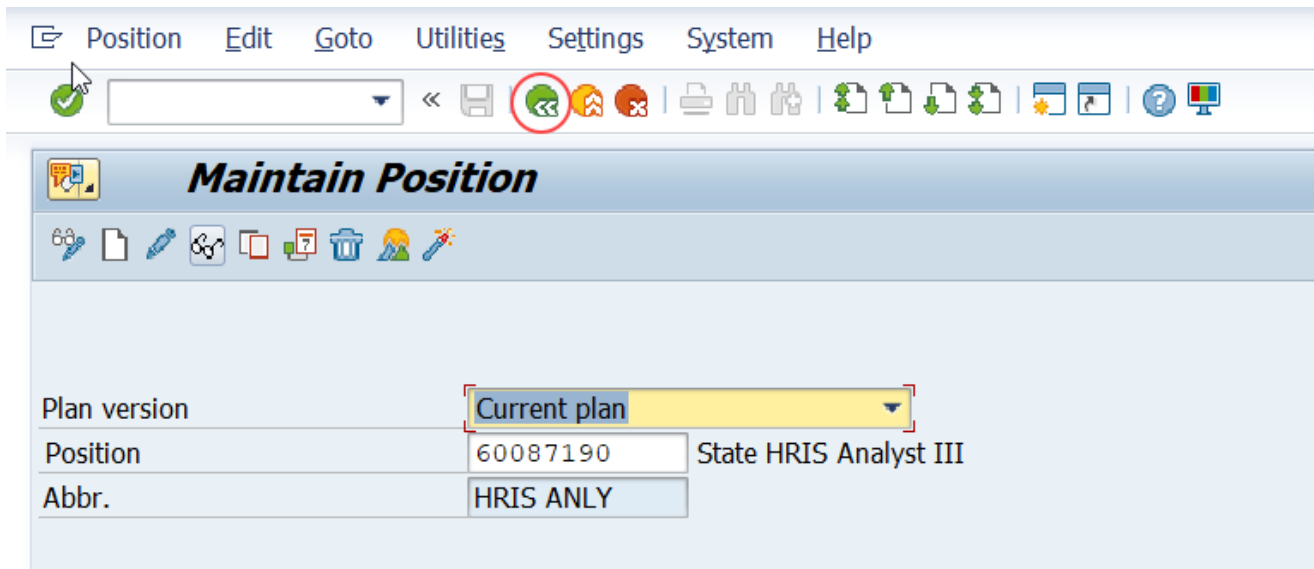 Position Edit Goto Utilities Settings System Help
Maintain Position
Plan version Current plan
Position 60087190 State HRIS Analyst III
Abbr. HRIS ANLY